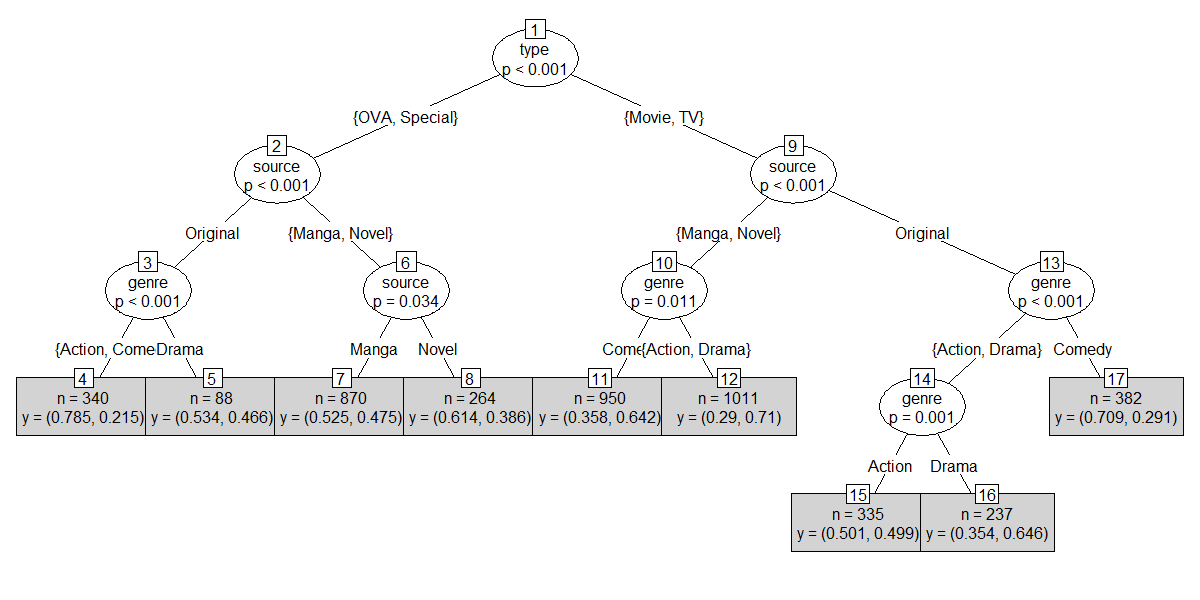 1
type
p < 0.001
{OVA, Special}
{Movie, TV}
2
source
p < 0.001
9
source
p < 0.001
Original
{Manga, Novel}
{Manga, Novel}
Original
3
genre
p < 0.001
6
source
p = 0.034
10
genre
p = 0.011
13
genre
p < 0.001
{Action, Come
Drama
Manga
Novel
Come
{Action, Drama}
{Action, Drama}
Comedy
4
n = 340
y = (0.785, 0.215)
5
n = 88
y = (0.534, 0.466)
7
n = 870
y = (0.525, 0.475)
8
n = 264
y = (0.614, 0.386)
11
n = 950
y = (0.358, 0.642)
12
n = 1011
y = (0.29, 0.71)
14
genre
p = 0.001
17
n = 382
y = (0.709, 0.291)
Action
Drama
15
n = 335
y = (0.501, 0.499)
16
n = 237
y = (0.354, 0.646)